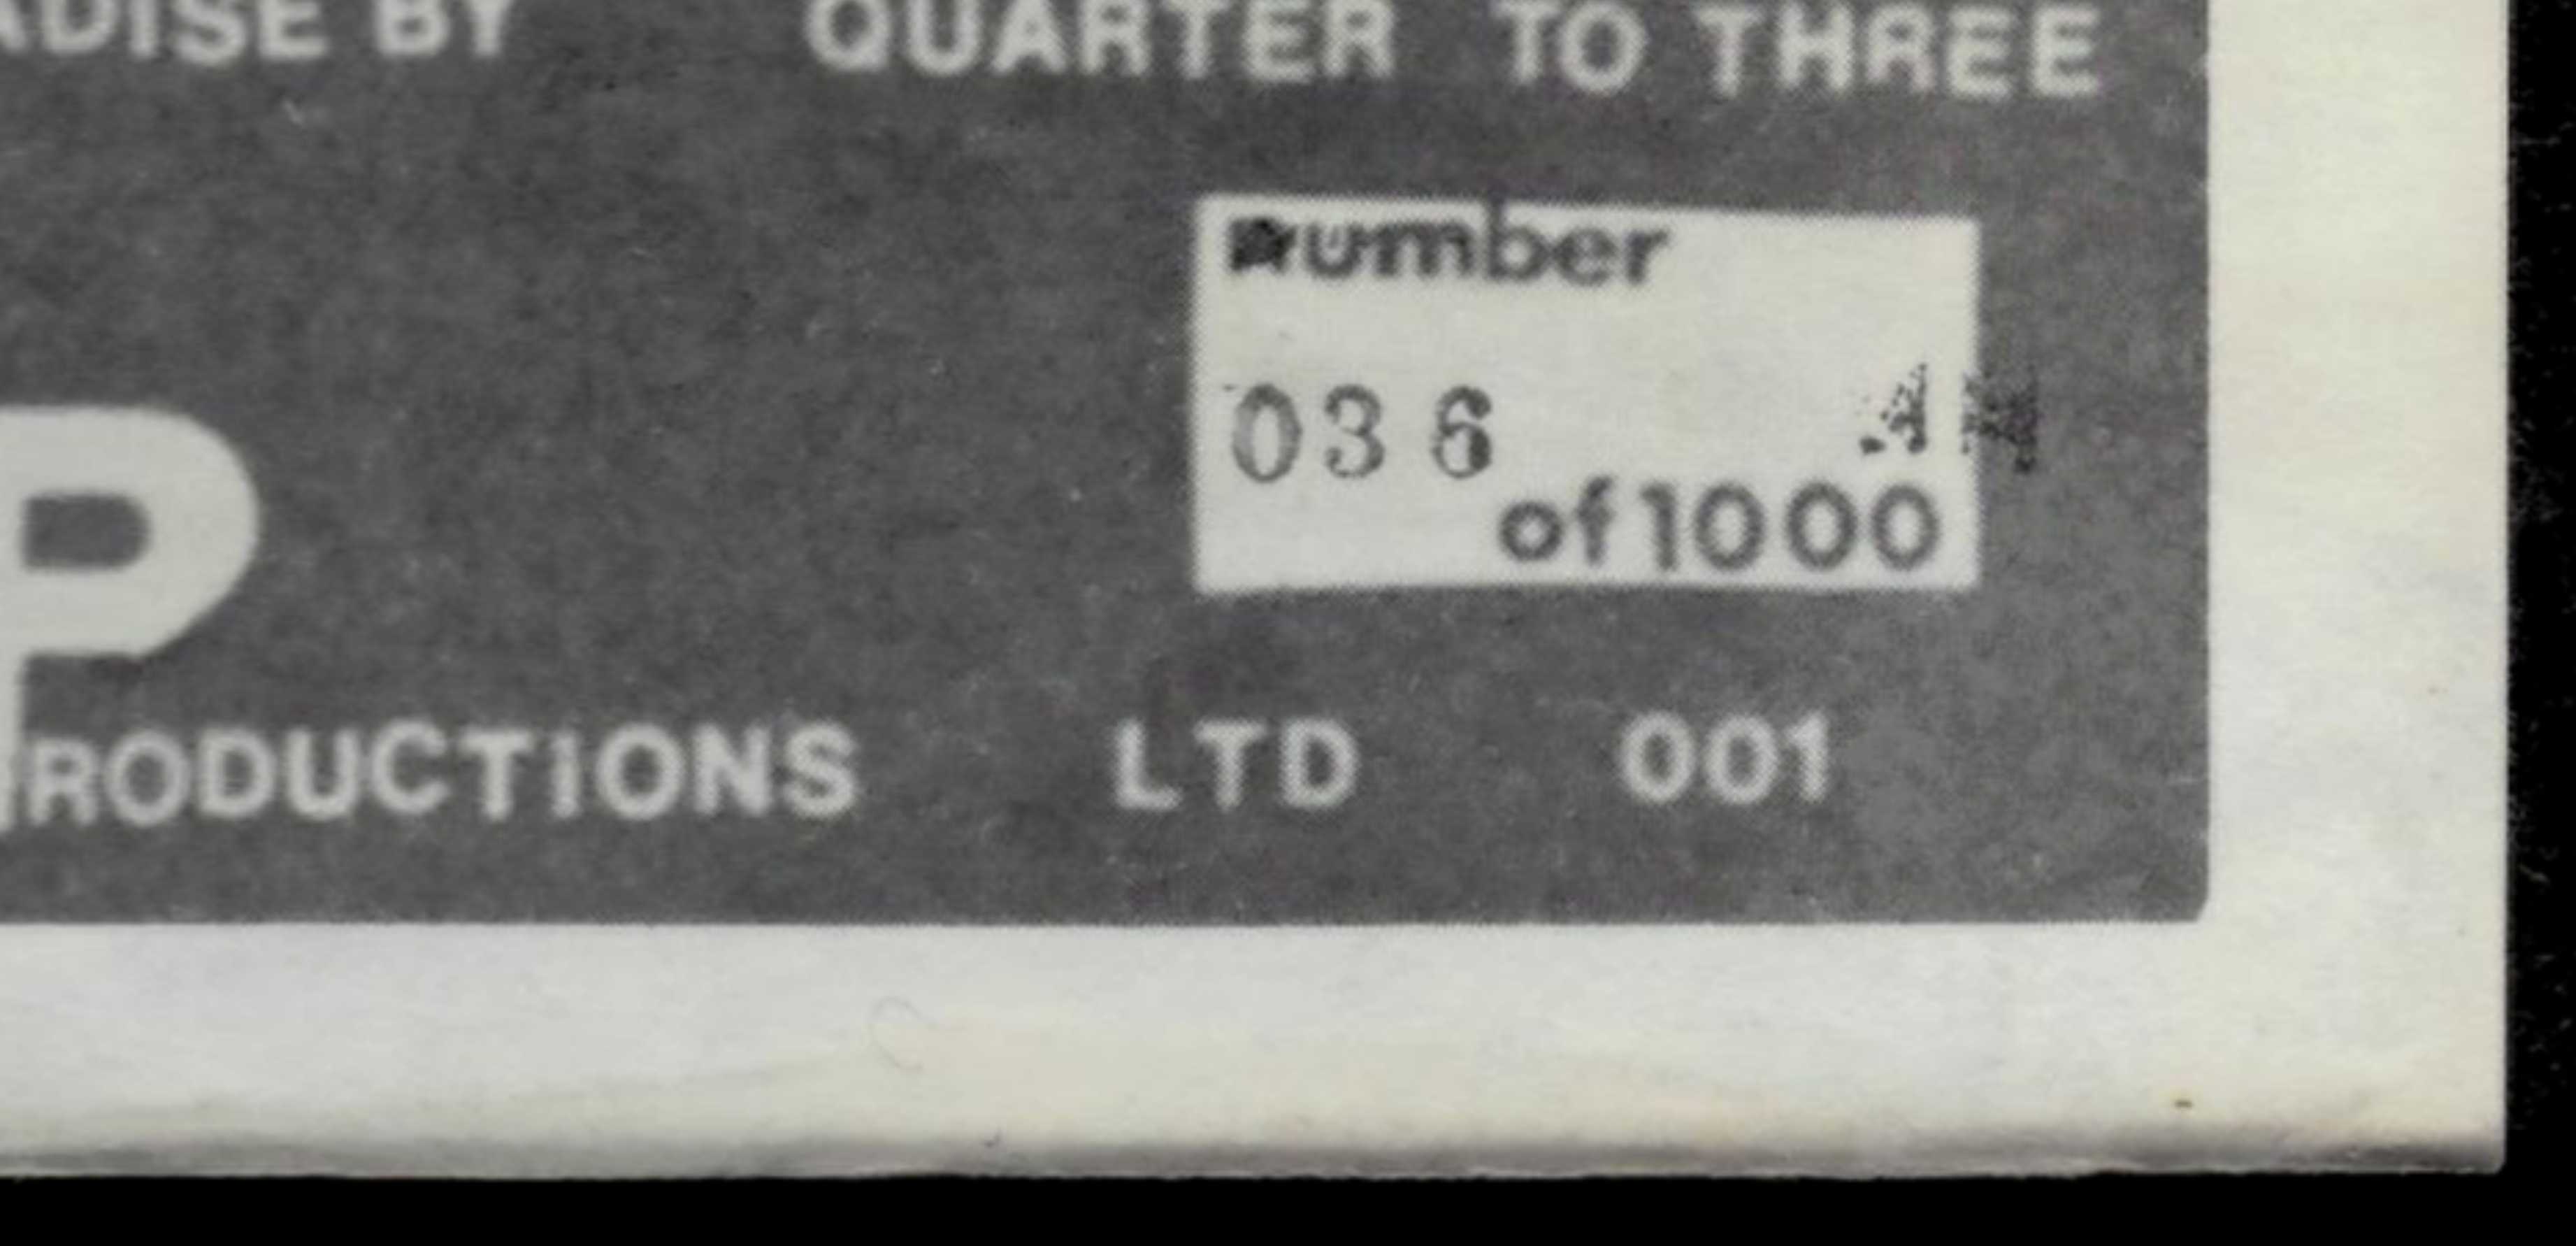 ADISE BY QUARTER TO THREE
number
036
of 1000
P
RODUCTIONS LTD 001